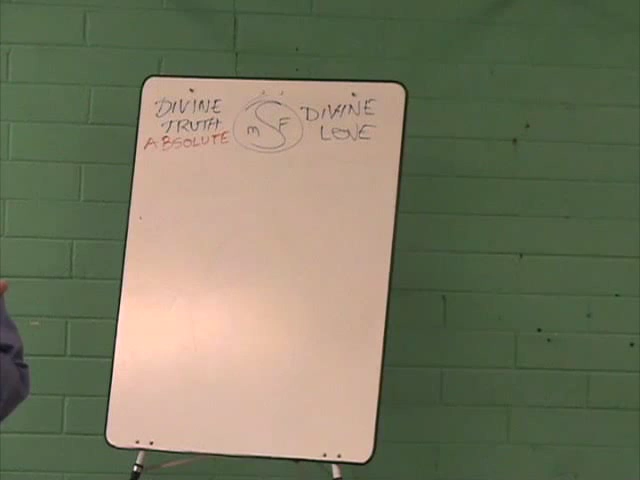 DIVINE
TRUTH
ABSOLUTE
m F
DIVINE
LOVE